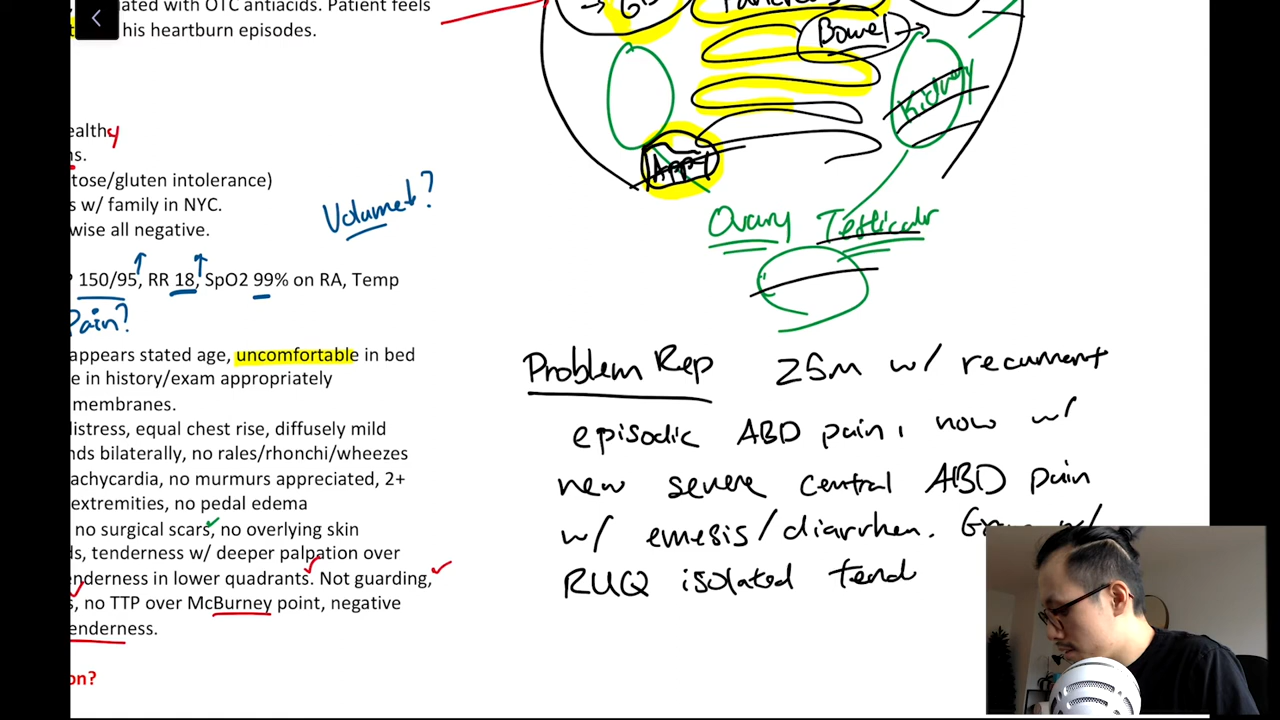 ated with OTC antiacids. Patient feels
his heartburn episodes.
ealthy
ns.
tose/gluten intolerance)
s w/ family in NYC.
wise all negative.
150/95, RR 18, SpO2 99% on RA, Temp
Pain?
appears stated age, uncomfortable in bed
e in history/exam appropriately
membranes.
distress, equal chest rise, diffusely mild
nds bilaterally, no rales/rhonchi/wheezes
achycardia, no murmurs appreciated, 2+
extremities, no pedal edema
no surgical scars, no overlying skin
ds, tenderness w/ deeper palpation over
enderness in lower quadrants. Not guarding,
s, no TTP over McBurney point, negative
enderness.
on?
Volume?
GB
Pancreas
Bowel
Kidney
Appy
Ovary Testicular
Problem Rep 25m w/ recurrent
episodic ABD pain, now w/
new severe central ABD pain
w/ emesis/diarrhea. w/
RUQ isolated tend